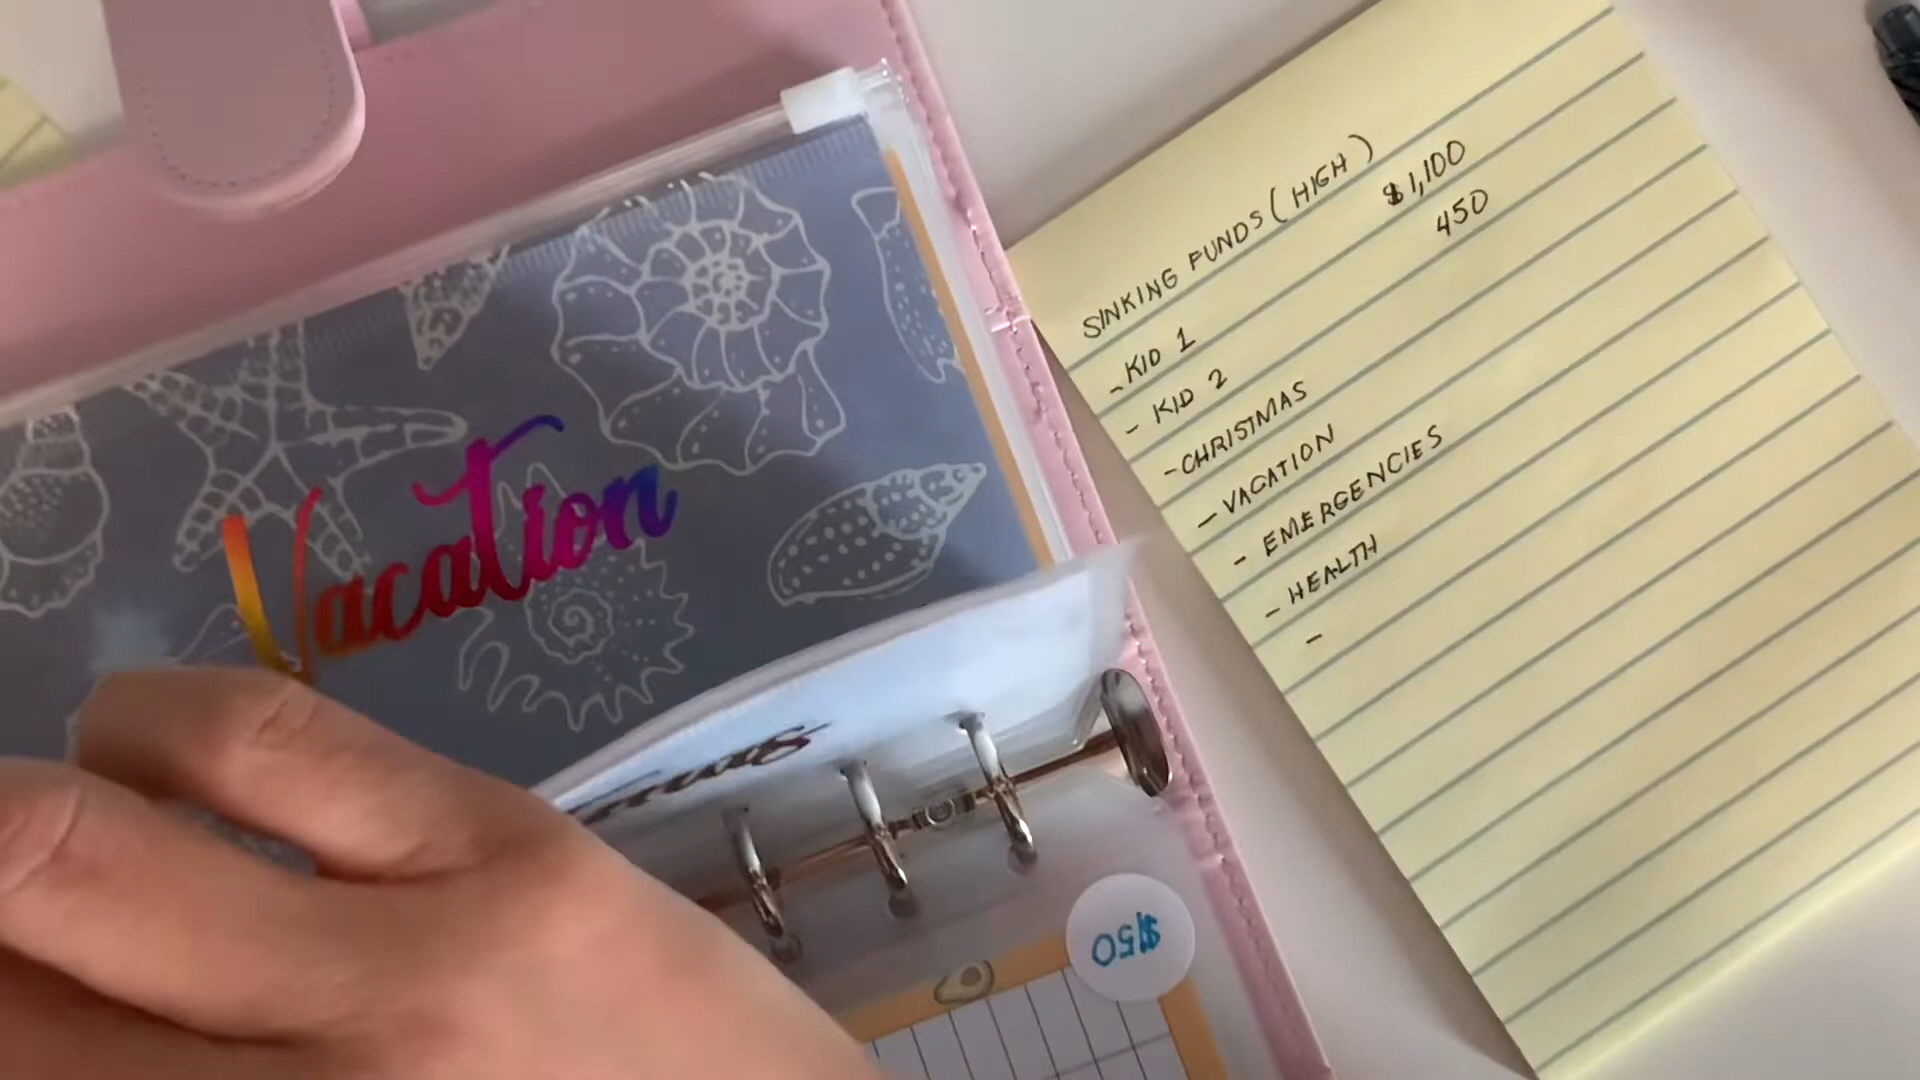 Vacation
$150
SINKING FUNDS (HIGH)
- KID 1 $1,100
- KID 2 450
- CHRISTMAS
- VACATION
- EMERGENCIES
- HEALTH
-